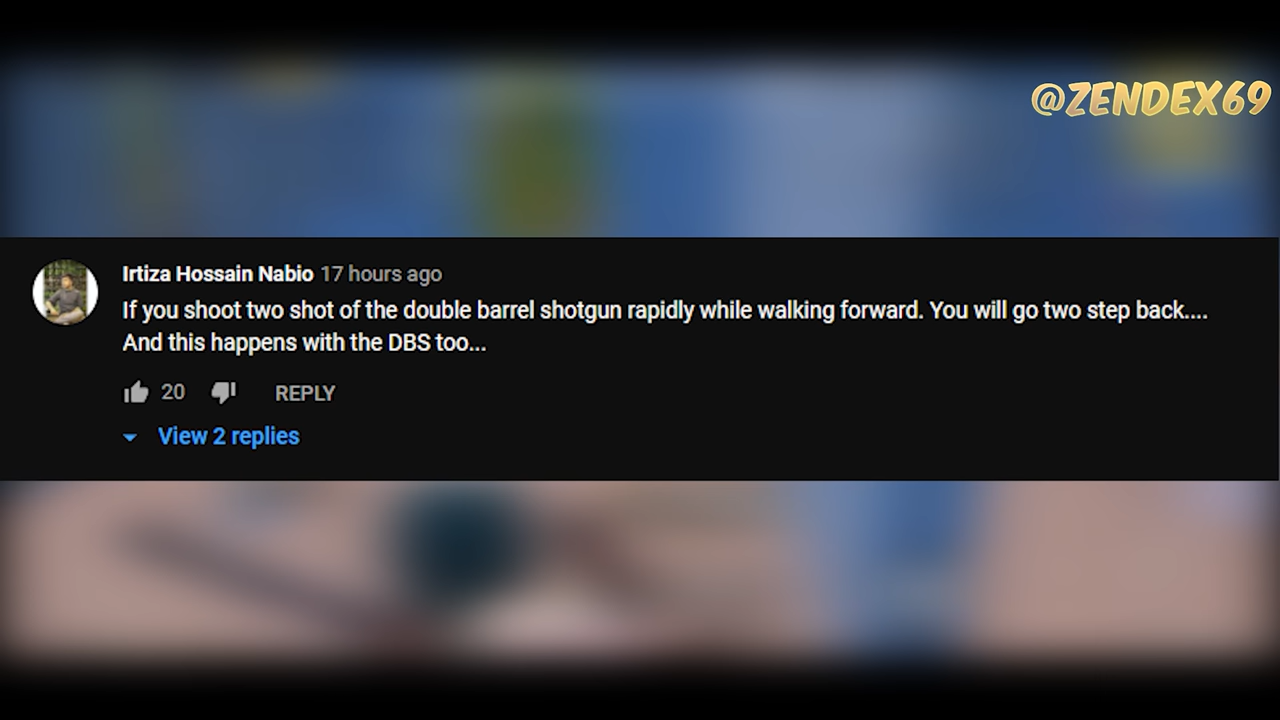 @ZENDEX69
Irtiza Hossain Nabio 17 hours ago
If you shoot two shot of the double barrel shotgun rapidly while walking forward. You will go two step back....
And this happens with the DBS too...
20 REPLY
View 2 replies